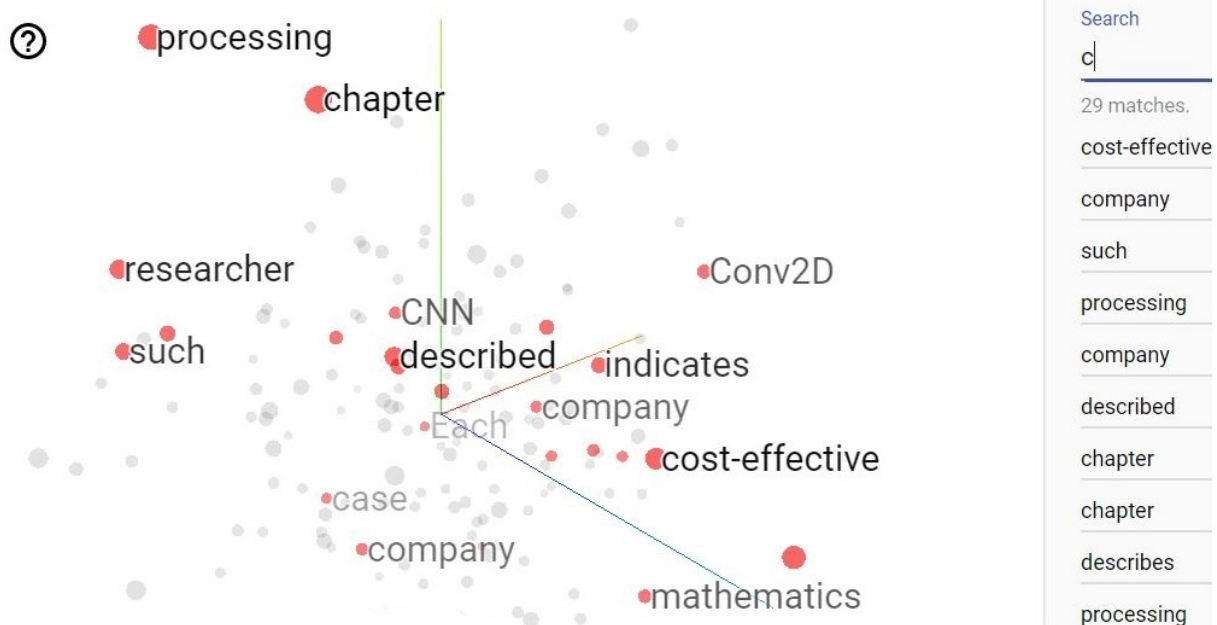 ?
processing
chapter
researcher
Conv2D
CNN
such
described
indicates
company
Each
cost-effective
case
company
mathematics
Search
c
29 matches.
cost-effective
company
such
processing
company
described
chapter
chapter
describes
processing